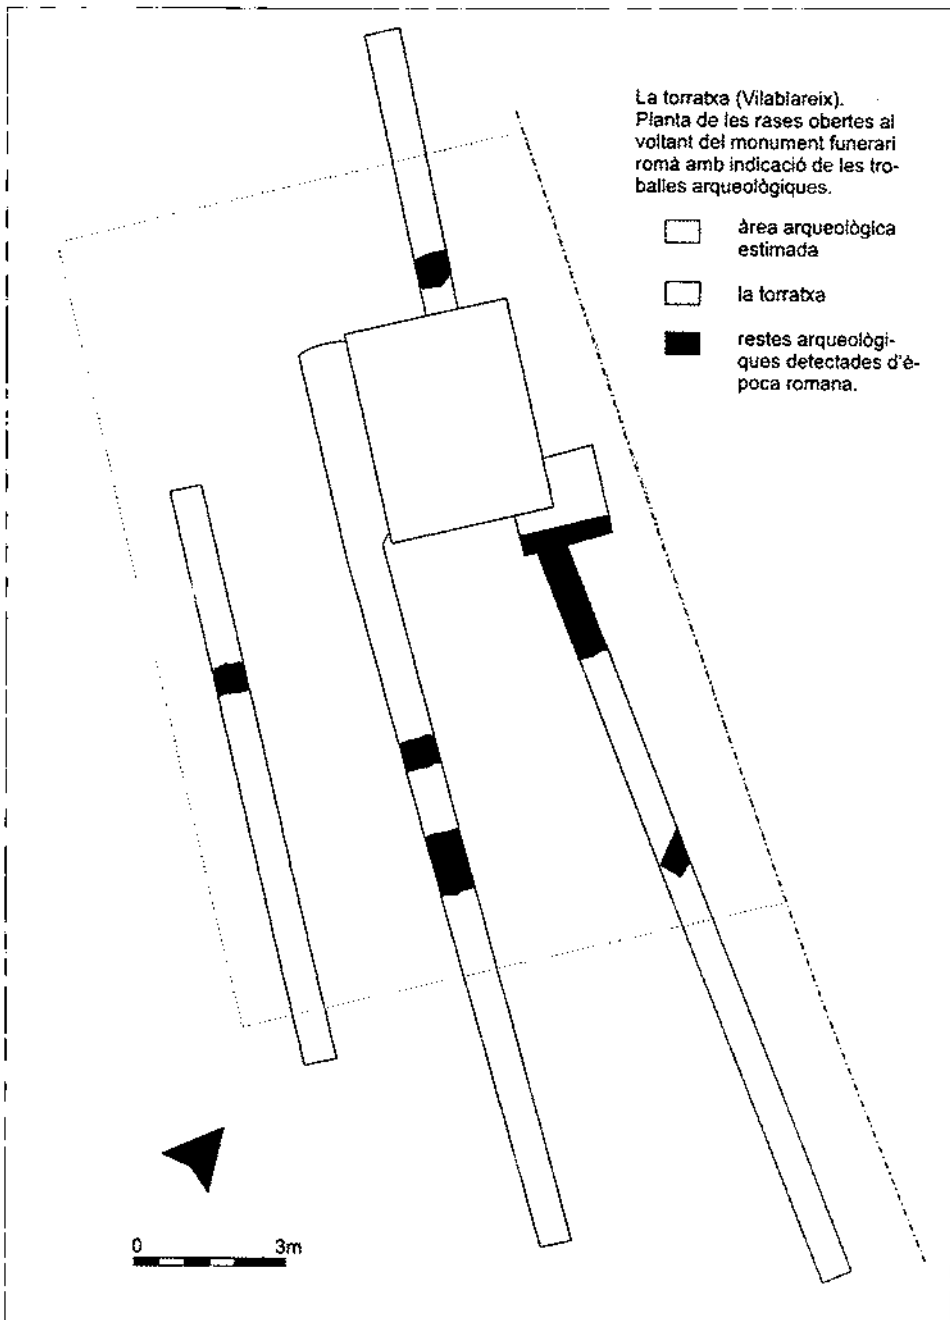 La torratxa (Vilablareix).
Planta de les rases obertes al
voltant del monument funerari
romà amb indicació de les tro-
balles arqueològiques.
àrea arqueològica
estimada
la torratxa
restes arqueològi-
ques detectades d'è-
poca romana.
0 3m